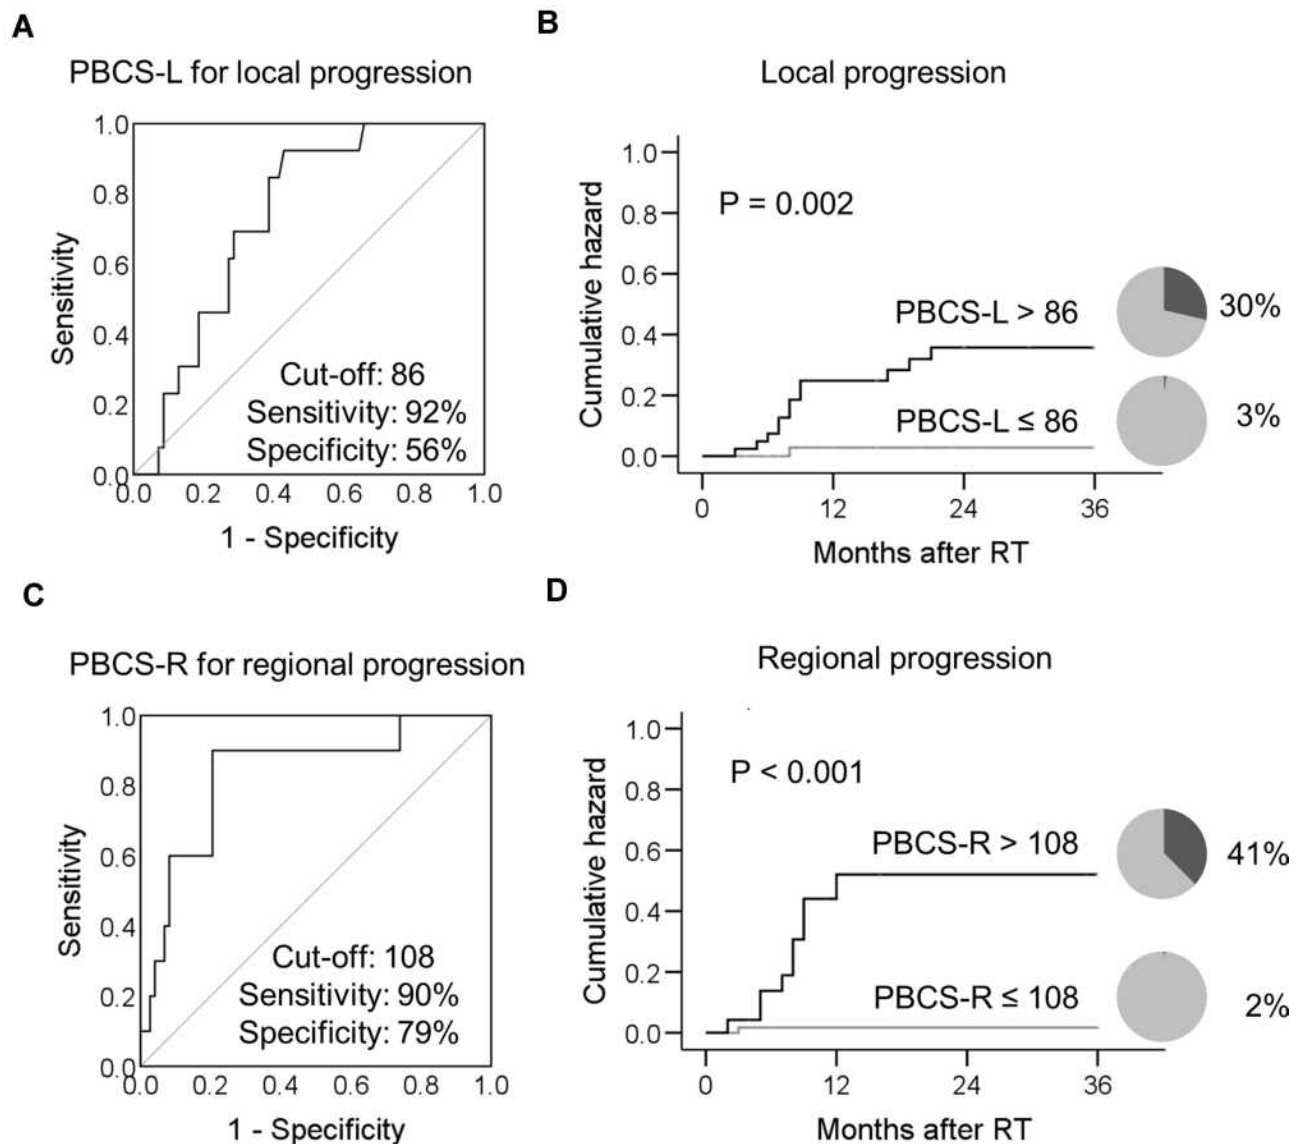 A
PBCS-L for local progression
1.0
0.8
0.6
0.4
0.2
0.0
Sensitivity
Cut-off: 86
Sensitivity: 92%
Specificity: 56%
0.0 0.2 0.4 0.6 0.8 1.0
1 - Specificity
B
Local progression
1.0
0.8
0.6
0.4
0.2
0.0
Cumulative hazard
P = 0.002
PBCS-L > 86
30%
PBCS-L ≤ 86
3%
0 12 24 36
Months after RT
C
PBCS-R for regional progression
1.0
0.8
0.6
0.4
0.2
0.0
Sensitivity
Cut-off: 108
Sensitivity: 90%
Specificity: 79%
0.0 0.2 0.4 0.6 0.8 1.0
1 - Specificity
D
Regional progression
1.0
0.8
0.6
0.4
0.2
0.0
Cumulative hazard
P < 0.001
PBCS-R > 108
41%
PBCS-R ≤ 108
2%
0 12 24 36
Months after RT